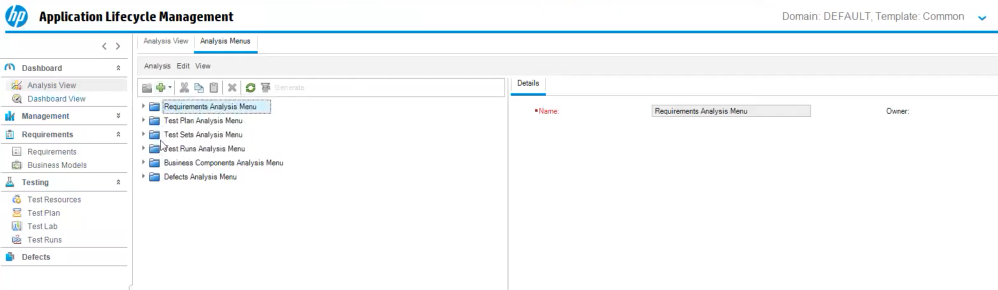 hp Application Lifecycle Management Domain: DEFAULT, Template: Common
Analysis View Analysis Menus
Analysis Edit View
Dashboard
Analysis View
Dashboard View
Management
Requirements
Requirements
Business Models
Testing
Test Resources
Test Plan
Test Lab
Test Runs
Defects
Generate
Requirements Analysis Menu
Test Plan Analysis Menu
Test Sets Analysis Menu
Test Runs Analysis Menu
Business Components Analysis Menu
Defects Analysis Menu
Details
*Name: Requirements Analysis Menu Owner: